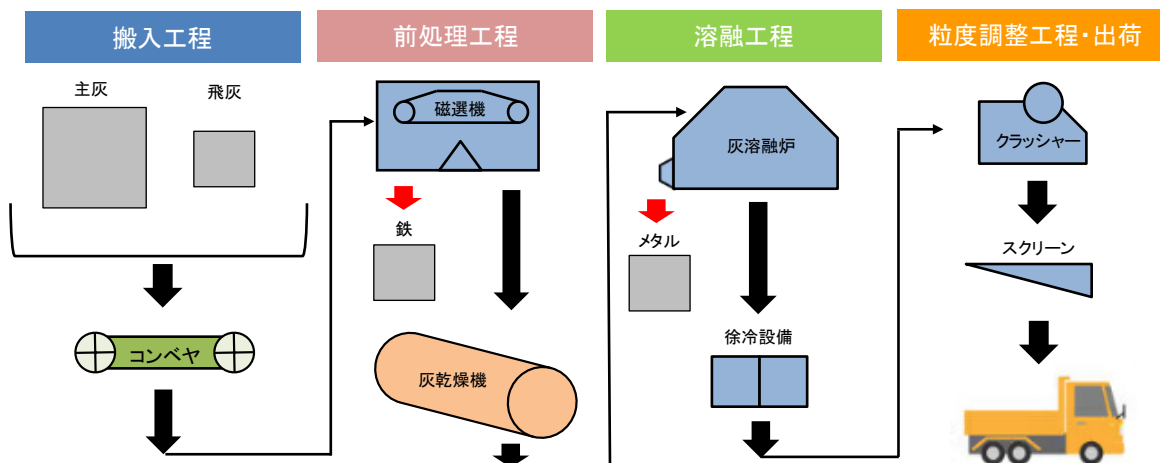 搬入工程
前処理工程
溶融工程
粒度調整工程・出荷
主灰
飛灰
コンベヤ
磁選機
鉄
灰乾燥機
灰溶融炉
メタル
徐冷設備
クラッシャー
スクリーン